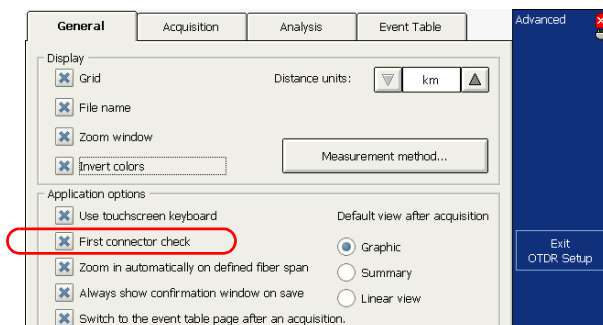 General Acquisition Analysis Event Table Advanced
Display
Grid Distance units: km
File name
Zoom window
Measurement method...
Invert colors
Application options
Use touchscreen keyboard Default view after acquisition
First connector check Graphic
Zoom in automatically on defined fiber span Summary
Always show confirmation window on save Linear view
Switch to the event table page after an acquisition.
Exit
OTDR Setup